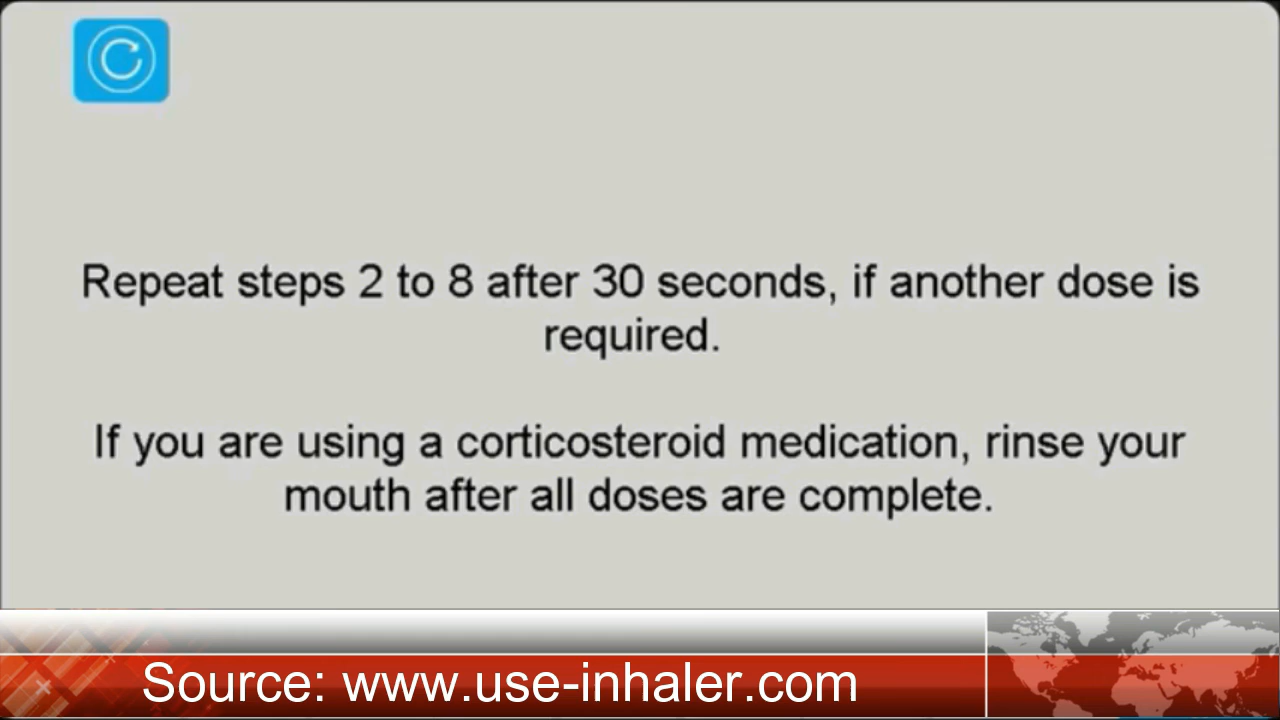 Repeat steps 2 to 8 after 30 seconds, if another dose is
required.
If you are using a corticosteroid medication, rinse your
mouth after all doses are complete.
Source: www.use-inhaler.com